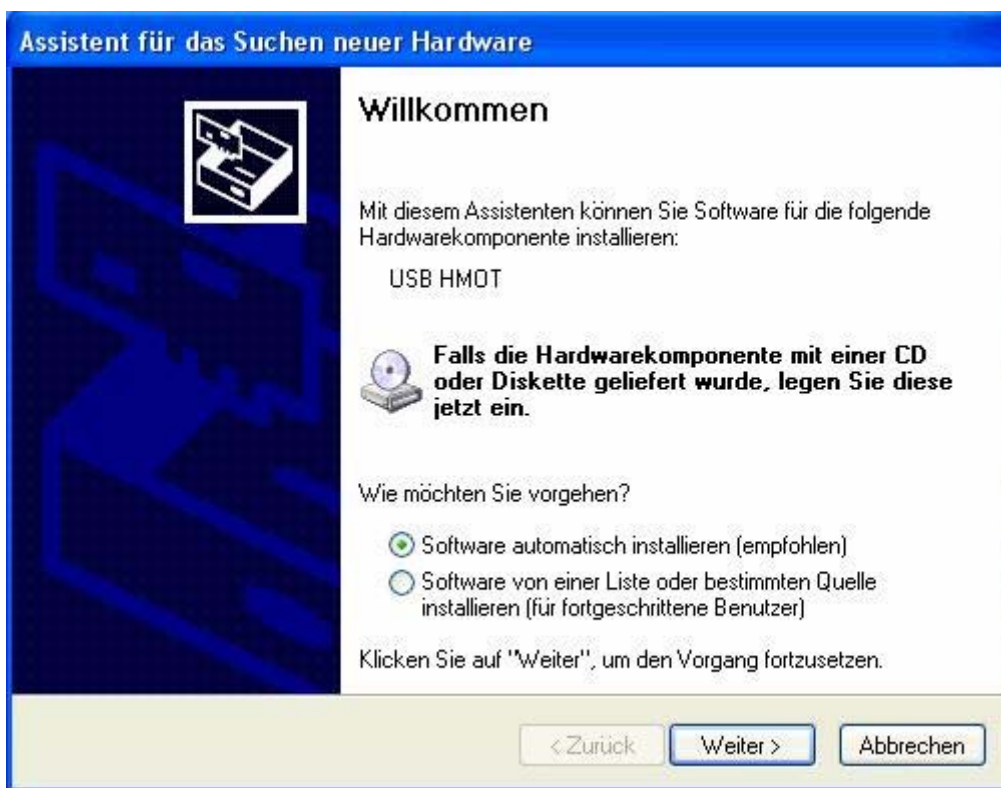 Assistent für das Suchen neuer Hardware
Willkommen
Mit diesem Assistenten können Sie Software für die folgende
Hardwarekomponente installieren:
USB HMOT
Falls die Hardwarekomponente mit einer CD
oder Diskette geliefert wurde, legen Sie diese
jetzt ein.
Wie möchten Sie vorgehen?
Software automatisch installieren (empfohlen)
Software von einer Liste oder bestimmten Quelle
installieren (für fortgeschrittene Benutzer)
Klicken Sie auf "Weiter", um den Vorgang fortzusetzen.
< Zurück Weiter > Abbrechen